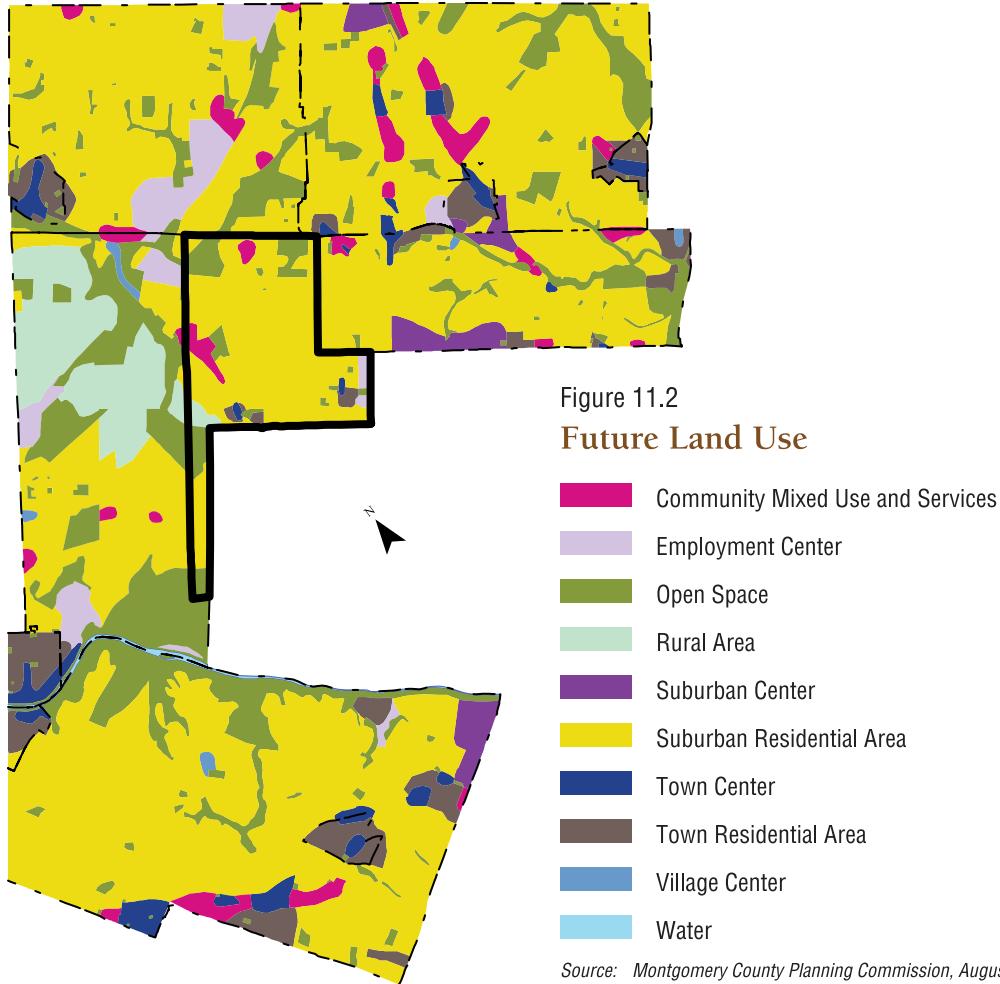 N
Figure 11.2
Future Land Use
Community Mixed Use and Services
Employment Center
Open Space
Rural Area
Suburban Center
Suburban Residential Area
Town Center
Town Residential Area
Village Center
Water
Source: Montgomery County Planning Commission, Augus